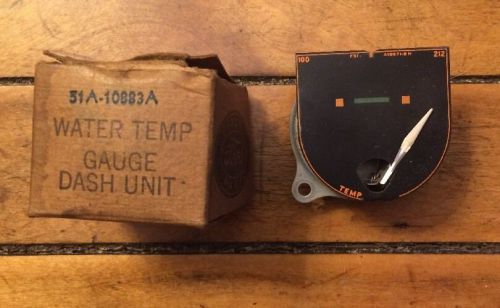 51A-10883A
WATER TEMP
GAUGE
DASH UNIT
100
212
TEMP